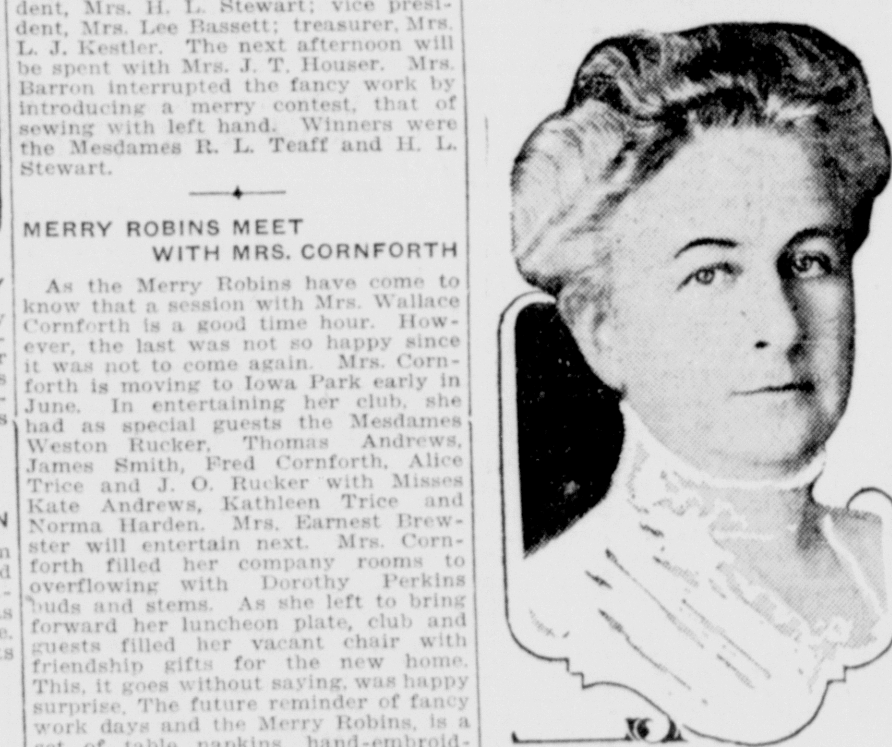 dent, Mrs. H. L. Stewart; vice presi-
dent, Mrs. Lee Bassett; treasurer, Mrs.
L. J. Kestler. The next afternoon will
be spent with Mrs. J. T. Houser. Mrs.
Barron interrupted the fancy work by
introducing a merry contest, that of
sewing with left hand. Winners were
the Mesdames R. L. Teaff and H. L.
Stewart.
MERRY ROBINS MEET
WITH MRS. CORNFORTH
As the Merry Robins have come to
know that a session with Mrs. Wallace
Cornforth is a good time hour. How-
ever, the last was not so happy since
it was not to come again. Mrs. Corn-
forth is moving to Iowa Park early in
June. In entertaining her club, she
had as special guests the Mesdames
Weston Rucker, Thomas Andrews,
James Smith, Fred Cornforth, Alice
Trice and J. O. Rucker with Misses
Kate Andrews, Kathleen Trice and
Norma Harden. Mrs. Earnest Brew-
ster will entertain next. Mrs. Corn-
forth filled her company rooms to
overflowing with Dorothy Perkins
buds and stems. As she left to bring
forward her luncheon plate, club and
guests filled her vacant chair with
friendship gifts for the new home.
This, it goes without saying, was happy
surprise, The future reminder of fancy
work days and the Merry Robins, is a
set of table napkins, hand-embroid-